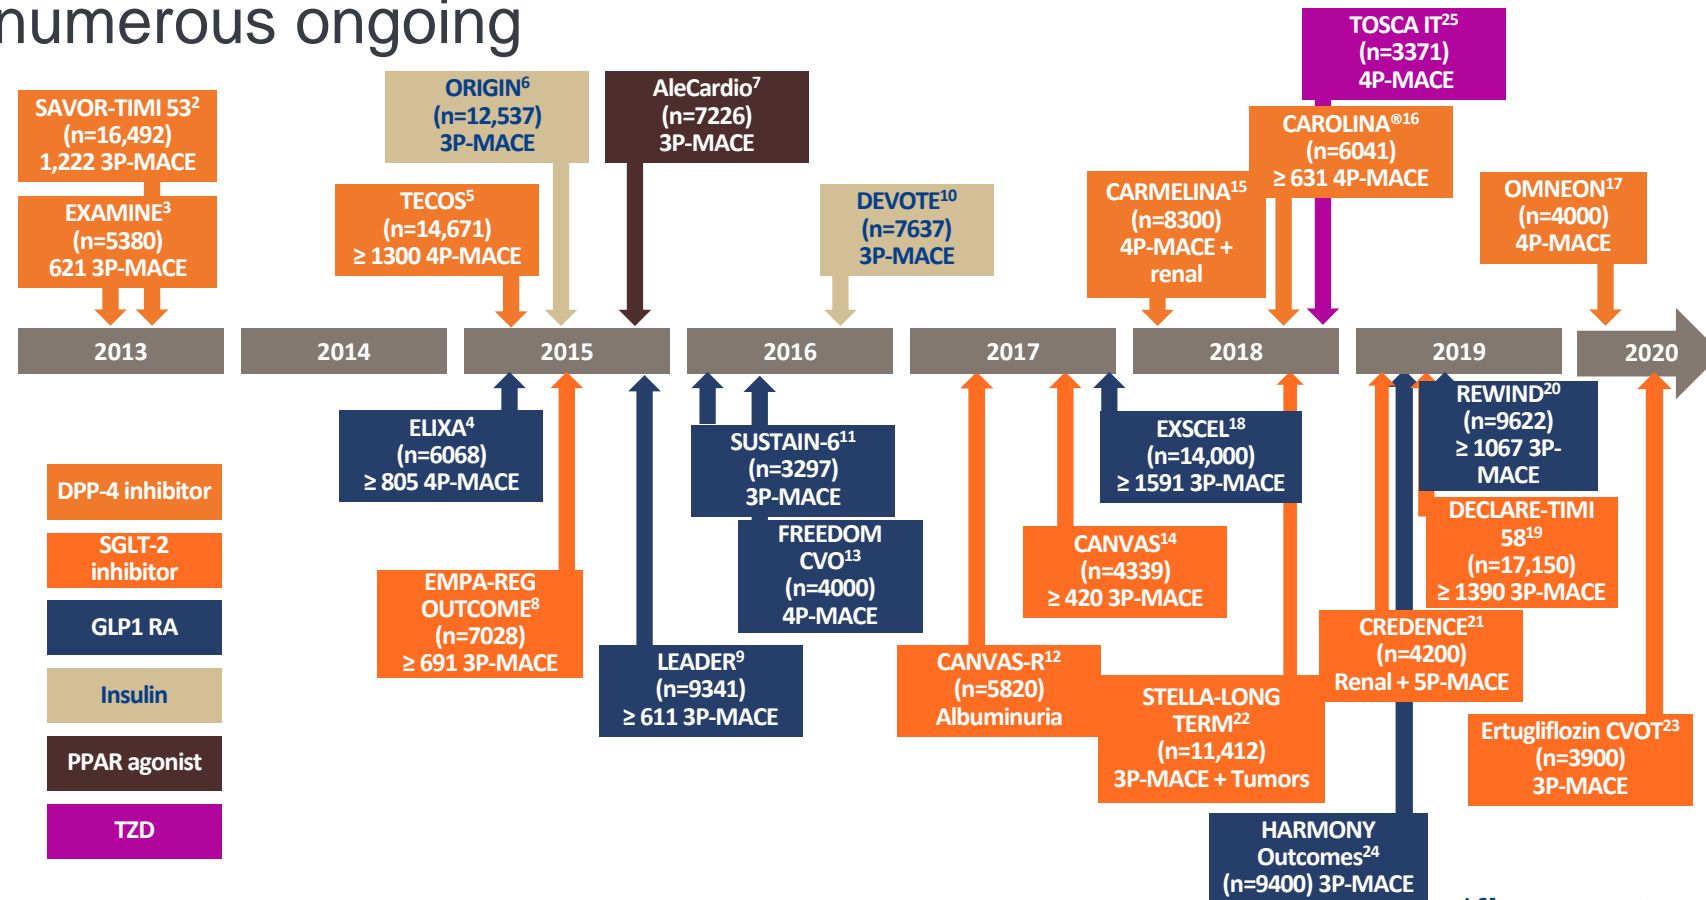 numerous ongoing
TOSCA IT25
(n=3371)
4P-MACE
SAVOR-TIMI 532
(n=16,492)
1,222 3P-MACE
ORIGIN6
(n=12,537)
3P-MACE
AleCardio7
(n=7226)
3P-MACE
CAROLINA®16
(n=6041)
≥ 631 4P-MACE
EXAMINE3
(n=5380)
621 3P-MACE
TECOS5
(n=14,671)
≥ 1300 4P-MACE
DEVOTE10
(n=7637)
3P-MACE
CARMELINA15
(n=8300)
4P-MACE +
renal
OMNEON17
(n=4000)
4P-MACE
2013
2014
2015
2016
2017
2018
2019
2020
ELIXA4
(n=6068)
≥ 805 4P-MACE
SUSTAIN-611
(n=3297)
3P-MACE
EXSCEL18
(n=14,000)
≥ 1591 3P-MACE
REWIND20
(n=9622)
≥ 1067 3P-
MACE
FREEDOM
CVO13
(n=4000)
4P-MACE
CANVAS14
(n=4339)
≥ 420 3P-MACE
DECLARE-TIMI
5819
(n=17,150)
≥ 1390 3P-MACE
EMPA-REG
OUTCOME8
(n=7028)
≥ 691 3P-MACE
LEADER9
(n=9341)
≥ 611 3P-MACE
CANVAS-R12
(n=5820)
Albuminuria
STELLA-LONG
TERM22
(n=11,412)
3P-MACE + Tumors
CREDENCE21
(n=4200)
Renal + 5P-MACE
Ertugliflozin CVOT23
(n=3900)
3P-MACE
HARMONY
Outcomes24
(n=9400) 3P-MACE
DPP-4 inhibitor
SGLT-2
inhibitor
GLP1 RA
Insulin
PPAR agonist
TZD